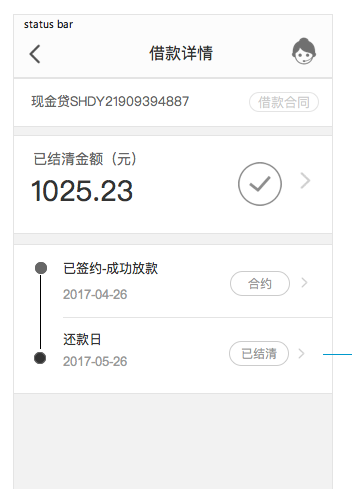 status bar
借款详情
现金贷SHDY21909394887
借款合同
已结清金额（元）
1025.23
已签约-成功放款
合约
2017-04-26
还款日
已结清
2017-05-26